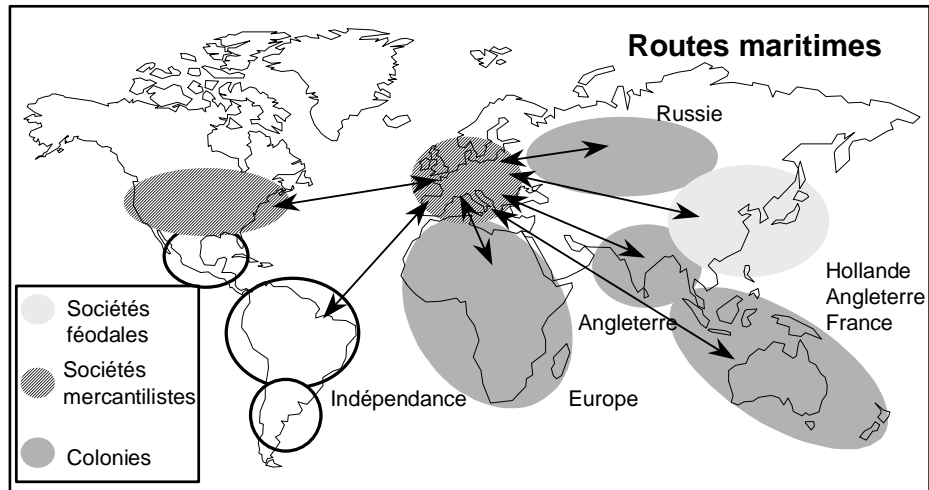 Routes maritimes
Russie
Hollande
Angleterre
France
Angleterre
Indépendance
Europe
Sociétés
féodales
Sociétés
mercantilistes
Colonies